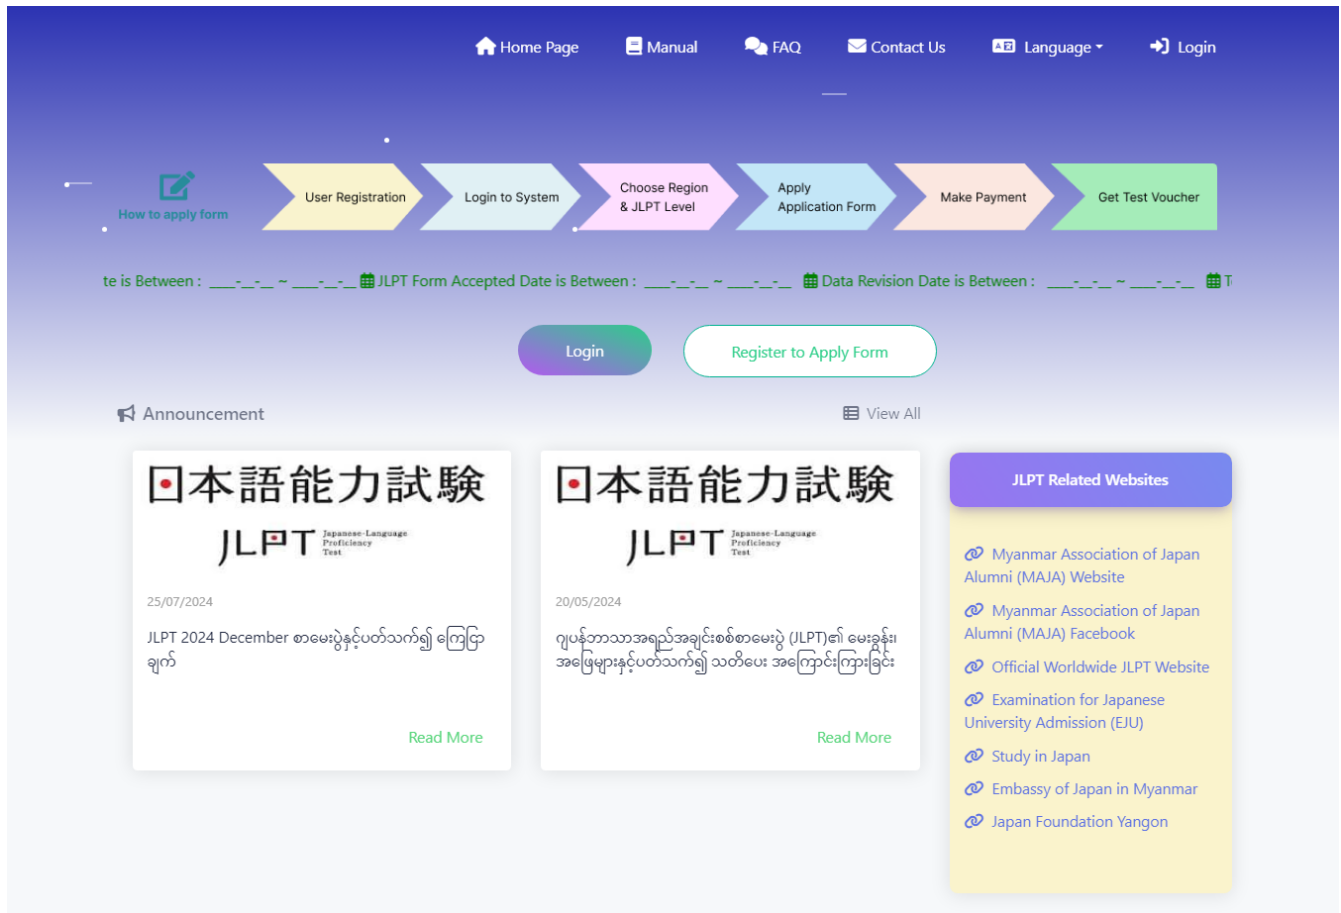 Home Page
Manual
FAQ
Contact Us
Language
Login
How to apply form
User Registration
Login to System
Choose Region
& JLPT Level
Apply
Application Form
Make Payment
Get Test Voucher
te is Between : ____-__-__ ~ ____-__-__ JLPT Form Accepted Date is Between : ____-__-__ ~ ____-__-__ Data Revision Date is Between : ____-__-__ ~ ____-__-__ T
Login
Register to Apply Form
Announcement
View All
日本語能力試験
JLPT
Japanese-Language
Proficiency
Test
25/07/2024
JLPT 2024 December စာမေးပွဲနှင့်ပတ်သက်၍ ကြေငြာ
ချက်
Read More
日本語能力試験
JLPT
Japanese-Language
Proficiency
Test
20/05/2024
ဂျပန်ဘာသာအရည်အချင်းစစ်စာမေးပွဲ (JLPT)၏ မေးခွန်း၊
အဖြေများနှင့်ပတ်သက်၍ သတိပေး အကြောင်းကြားခြင်း
Read More
JLPT Related Websites
Myanmar Association of Japan
Alumni (MAJA) Website
Myanmar Association of Japan
Alumni (MAJA) Facebook
Official Worldwide JLPT Website
Examination for Japanese
University Admission (EJU)
Study in Japan
Embassy of Japan in Myanmar
Japan Foundation Yangon